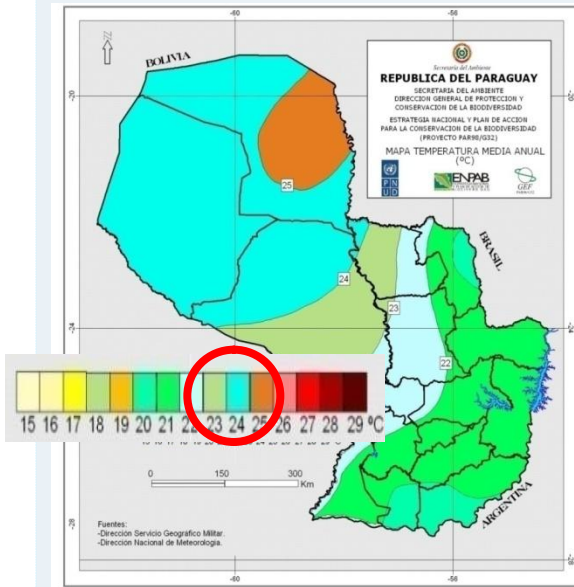 -60
-56
BOLIVIA
Secretaria del Ambiente
REPUBLICA DEL PARAGUAY
SECRETARIA DEL AMBIENTE
DIRECCION GENERAL DE PROTECCION Y
CONSERVACION DE LA BIODIVERSIDAD
ESTRATEGIA NACIONAL Y PLAN DE ACCION
PARA LA CONSERVACION DE LA BIODIVERSIDAD
(PROYECTO PAR98/G32)
MAPA TEMPERATURA MEDIA ANUAL
(ºC)
PNUD
ENPAB
GEF
-20
25
BRASIL
24
23
-24
22
15 16 17 18 19 20 21 22 23 24 25 26 27 28 29 ºC
0 150 300
Km
ARGENTINA
-28
Fuentes:
-Dirección Servicio Geográfico Militar.
-Dirección Nacional de Meteorología.
-60
-56